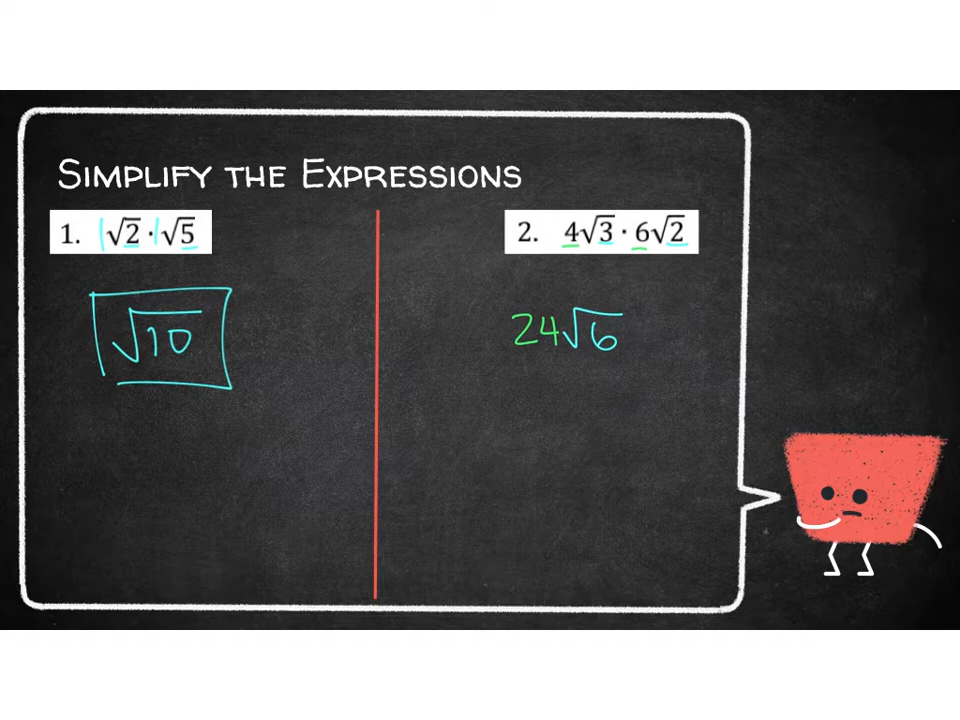 SIMPLIFY THE EXPRESSIONS
1. |√2 · |√5
√10
2. 4√3 · 6√2
24√6